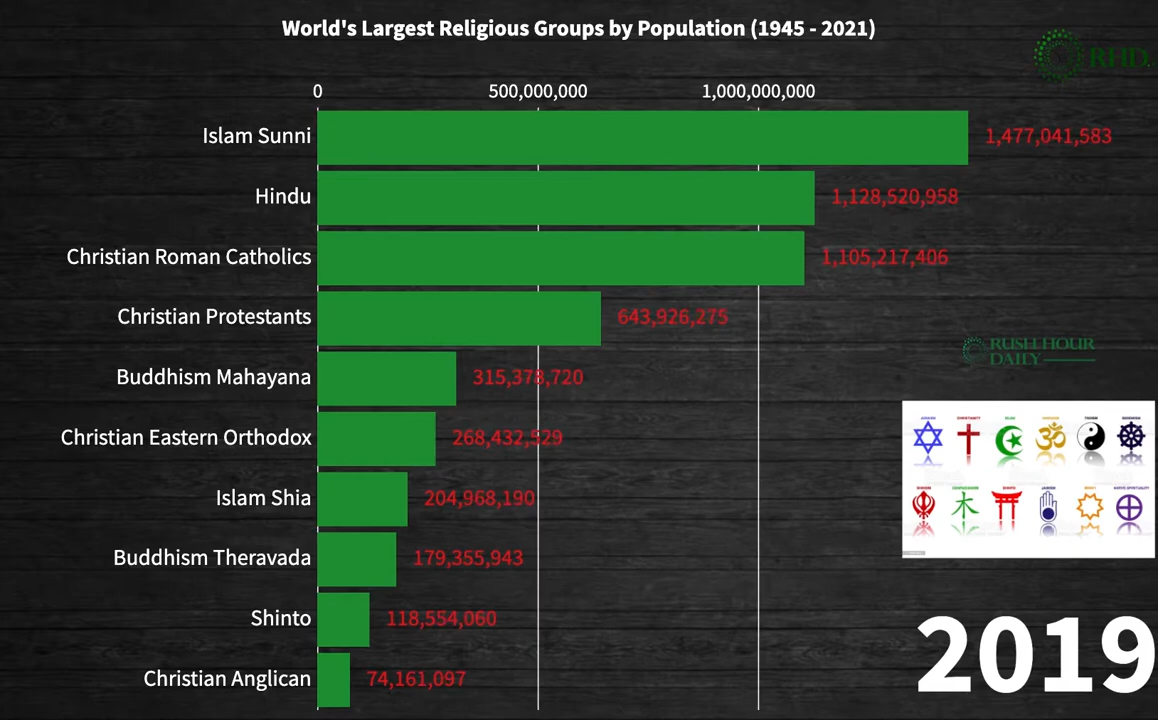 World's Largest Religious Groups by Population (1945 - 2021)
RHD
0 500,000,000 1,000,000,000
Islam Sunni 1,477,041,583
Hindu 1,128,520,958
Christian Roman Catholics 1,105,217,406
Christian Protestants 643,926,275
RUSH HOUR
DAILY
Buddhism Mahayana 315,378,720
Christian Eastern Orthodox 268,432,529
Islam Shia 204,968,190
Buddhism Theravada 179,355,943
Shinto 118,554,060
Christian Anglican 74,161,097
2019